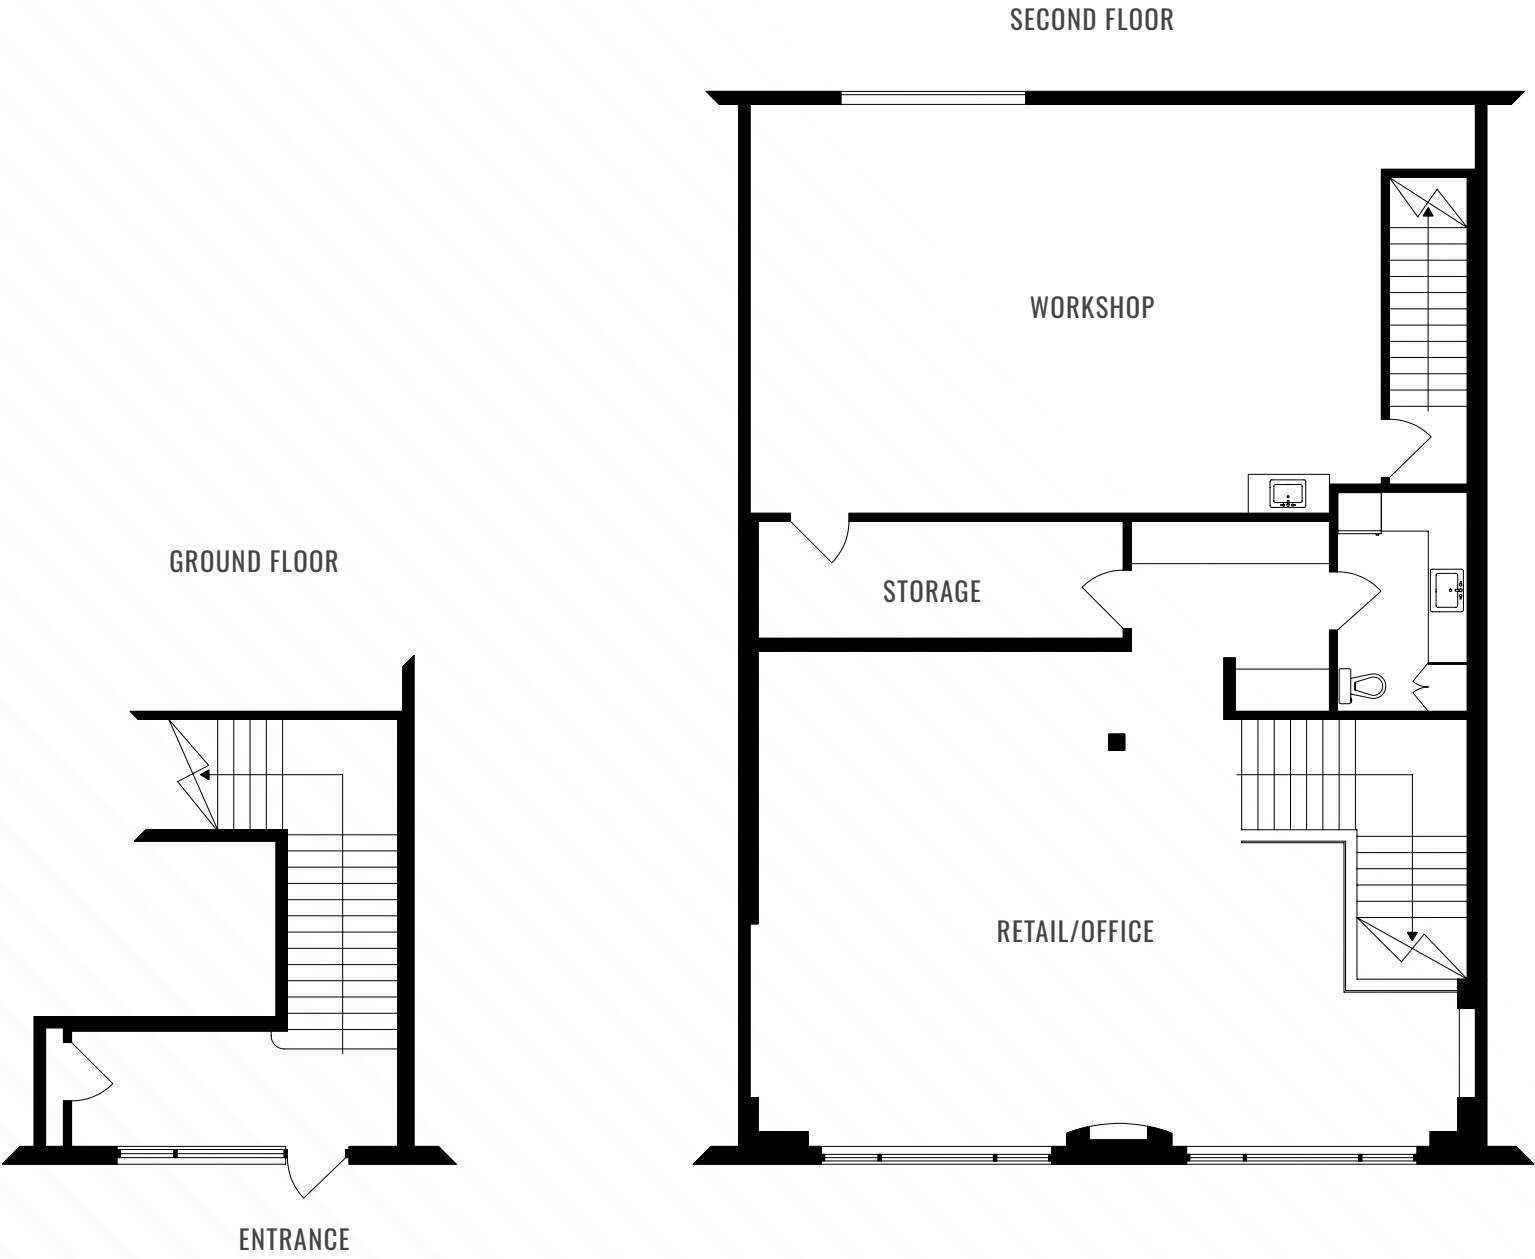 SECOND FLOOR
WORKSHOP
GROUND FLOOR
STORAGE
RETAIL/OFFICE
ENTRANCE